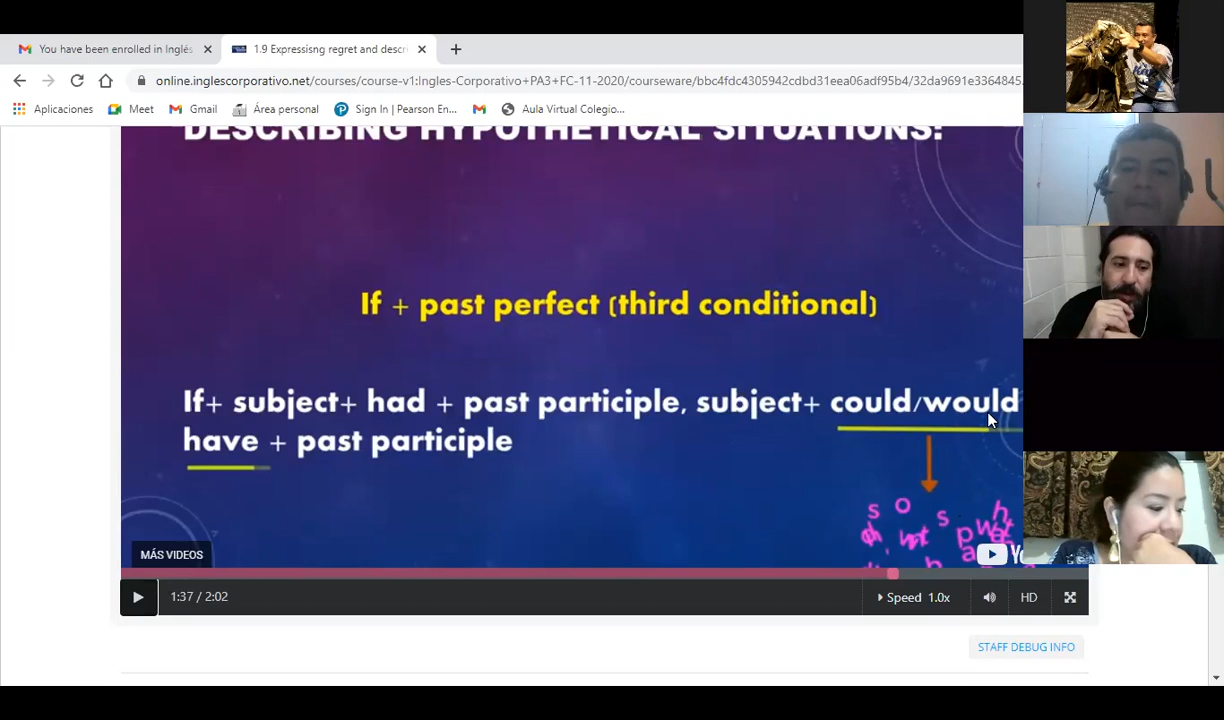 You have been enrolled in Inglés
1.9 Expressisng regret and descr
online.inglescorporativo.net/courses/course-v1:Ingles-Corporativo+PA3+FC-11-2020/courseware/bbc4fdc4305942cdbd31eea06adf95b4/32da9691e3364845
Aplicaciones Meet Gmail Área personal Sign In | Pearson En... Aula Virtual Colegio...
DESCRIBING HYPOTHETICAL SITUATIONS:
If + past perfect (third conditional)
If+ subject+ had + past participle, subject+ could/would
have + past participle
MÁS VIDEOS
1:37 / 2:02
Speed 1.0x
HD
STAFF DEBUG INFO